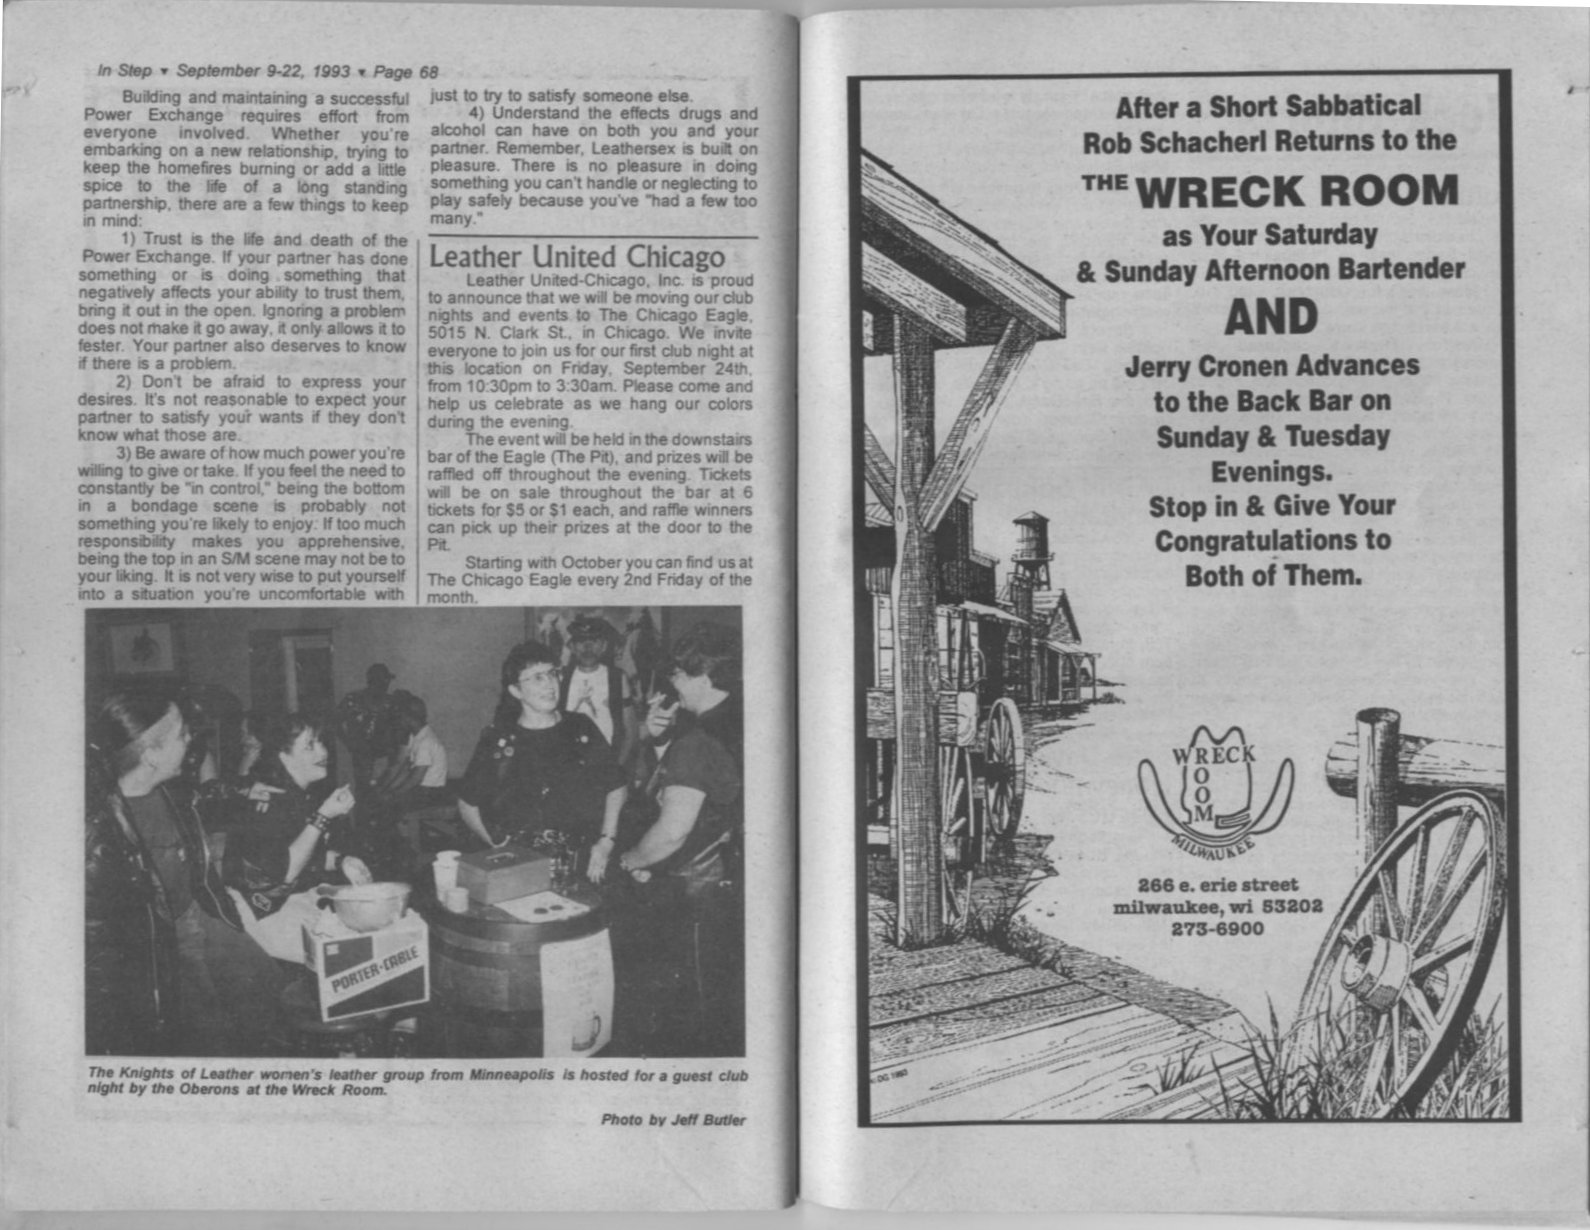 In Step ▾ September 9-22, 1993 ▾ Page 68
Building and maintaining a successful
Power Exchange requires effort from
everyone involved. Whether you're
embarking on a new relationship, trying to
keep the homefires burning or add a little
spice to the life of a long standing
partnership, there are a few things to keep
in mind:
1) Trust is the life and death of the
Power Exchange. If your partner has done
something or is doing something that
negatively affects your ability to trust them,
bring it out in the open. Ignoring a problem
does not make it go away, it only allows it to
fester. Your partner also deserves to know
if there is a problem.
2) Don't be afraid to express your
desires. It's not reasonable to expect your
partner to satisfy your wants if they don't
know what those are.
3) Be aware of how much power you're
willing to give or take. If you feel the need to
constantly be "in control," being the bottom
in a bondage scene is probably not
something you're likely to enjoy. If too much
responsibility makes you apprehensive,
being the top in an S/M scene may not be to
your liking. It is not very wise to put yourself
into a situation you're uncomfortable with
just to try to satisfy someone else.
4) Understand the effects drugs and
alcohol can have on both you and your
partner. Remember, Leathersex is built on
pleasure. There is no pleasure in doing
something you can't handle or neglecting to
play safely because you've "had a few too
many."
Leather United Chicago
Leather United-Chicago, Inc. is proud
to announce that we will be moving our club
nights and events to The Chicago Eagle,
5015 N. Clark St., in Chicago. We invite
everyone to join us for our first club night at
this location on Friday, September 24th,
from 10:30pm to 3:30am. Please come and
help us celebrate as we hang our colors
during the evening.
The event will be held in the downstairs
bar of the Eagle (The Pit), and prizes will be
raffled off throughout the evening. Tickets
will be on sale throughout the bar at 6
tickets for $5 or $1 each, and raffle winners
can pick up their prizes at the door to the
Pit.
Starting with October you can find us at
The Chicago Eagle every 2nd Friday of the
month.
PORTER-CABLE
The Knights of Leather women's leather group from Minneapolis is hosted for a guest club
night by the Oberons at the Wreck Room.
Photo by Jeff Butler
After a Short Sabbatical
Rob Schacherl Returns to the
THE WRECK ROOM
as Your Saturday
& Sunday Afternoon Bartender
AND
Jerry Cronen Advances
to the Back Bar on
Sunday & Tuesday
Evenings.
Stop in & Give Your
Congratulations to
Both of Them.
WRECK
ROOM
MILWAUKEE
266 e. erie street
milwaukee, wi 53202
273-6900